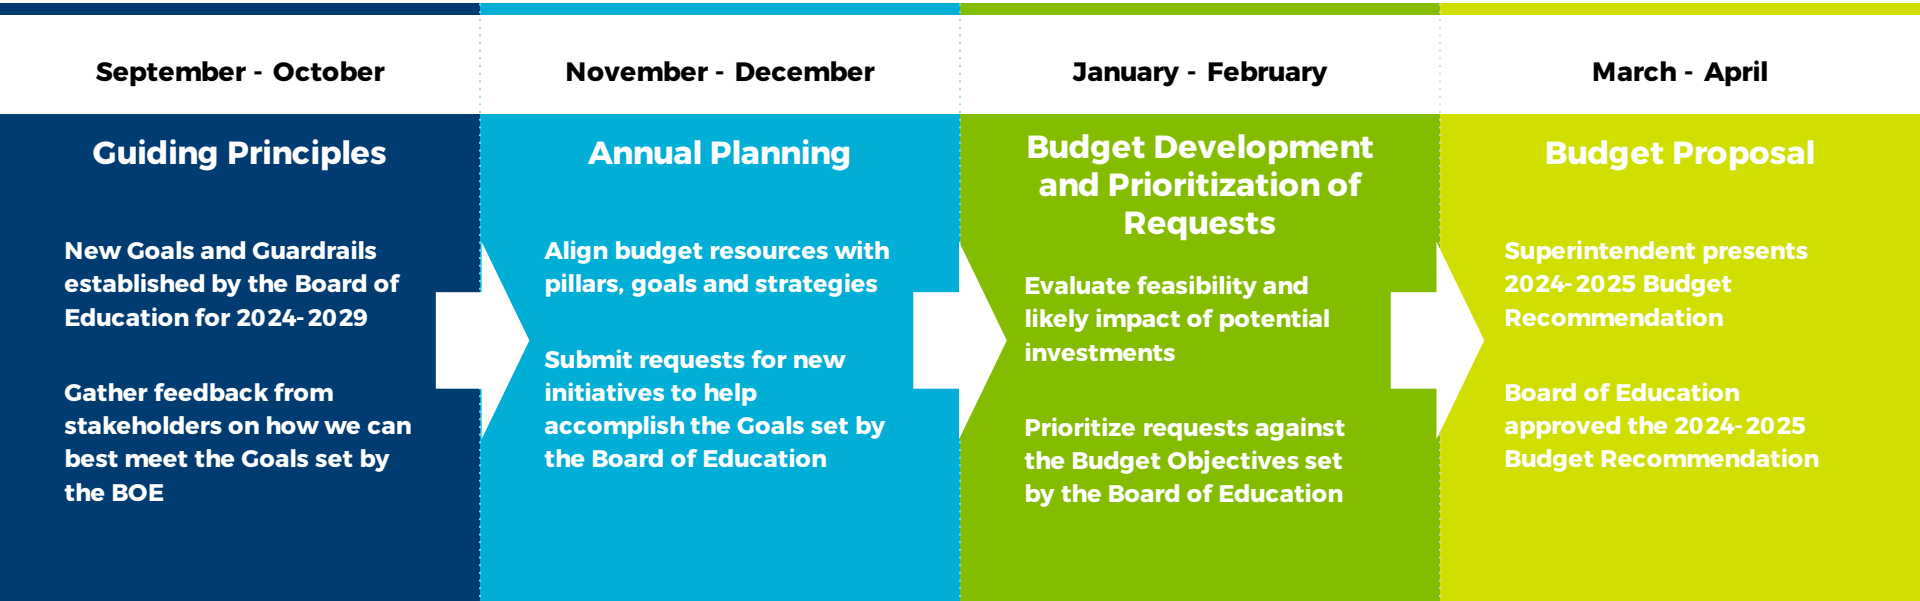 September - October
Guiding Principles
New Goals and Guardrails
established by the Board of
Education for 2024-2029
Gather feedback from
stakeholders on how we can
best meet the Goals set by
the BOE
November - December
Annual Planning
Align budget resources with
pillars, goals and strategies
Submit requests for new
initiatives to help
accomplish the Goals set by
the Board of Education
January - February
Budget Development
and Prioritization of
Requests
Evaluate feasibility and
likely impact of potential
investments
Prioritize requests against
the Budget Objectives set
by the Board of Education
March - April
Budget Proposal
Superintendent presents
2024-2025 Budget
Recommendation
Board of Education
approved the 2024-2025
Budget Recommendation